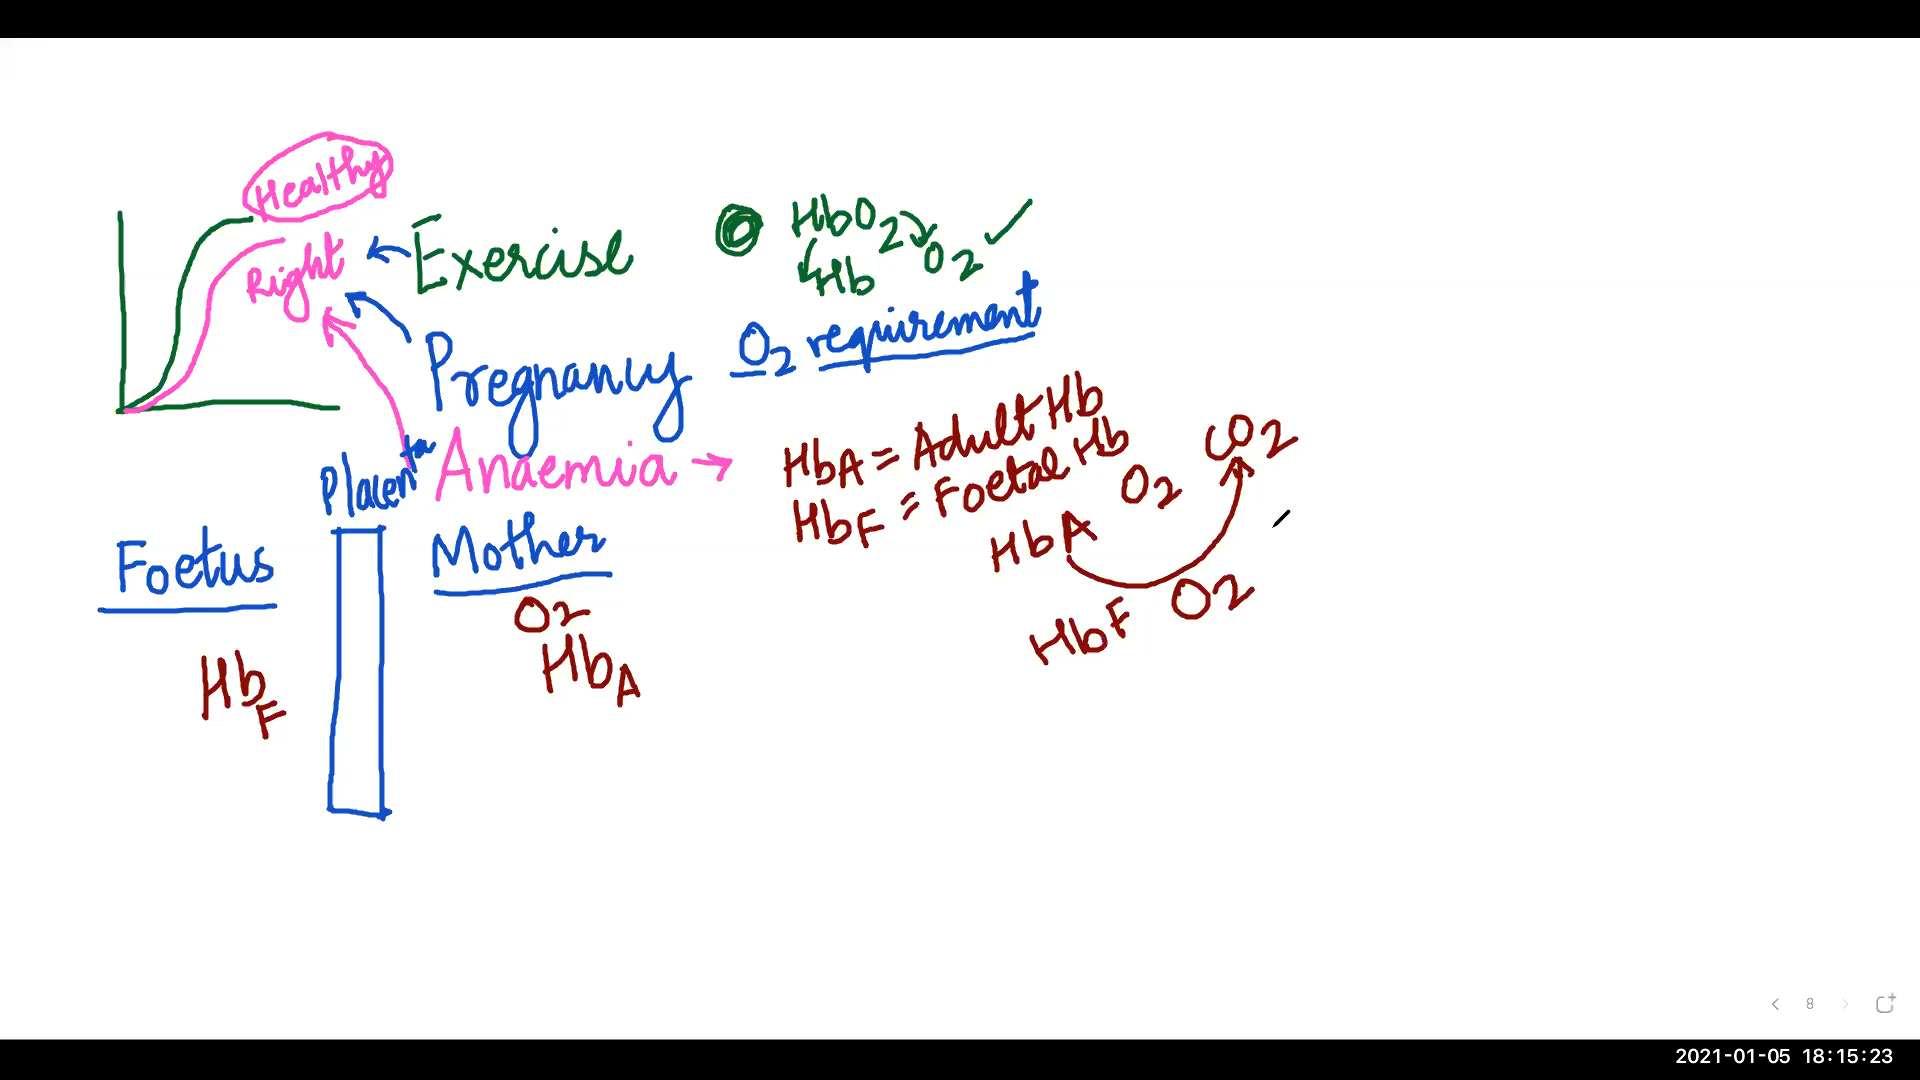 Healthy
Right
Exercise
HbO2 O2
Hb
Pregnancy
O2 requirement
Anaemia
HbA = Adult Hb
HbF = Foetal Hb
O2
CO2
HbA
HbF O2
Placenta
Foetus
Mother
O2
HbF
HbA
8
2021-01-05 18:15:23